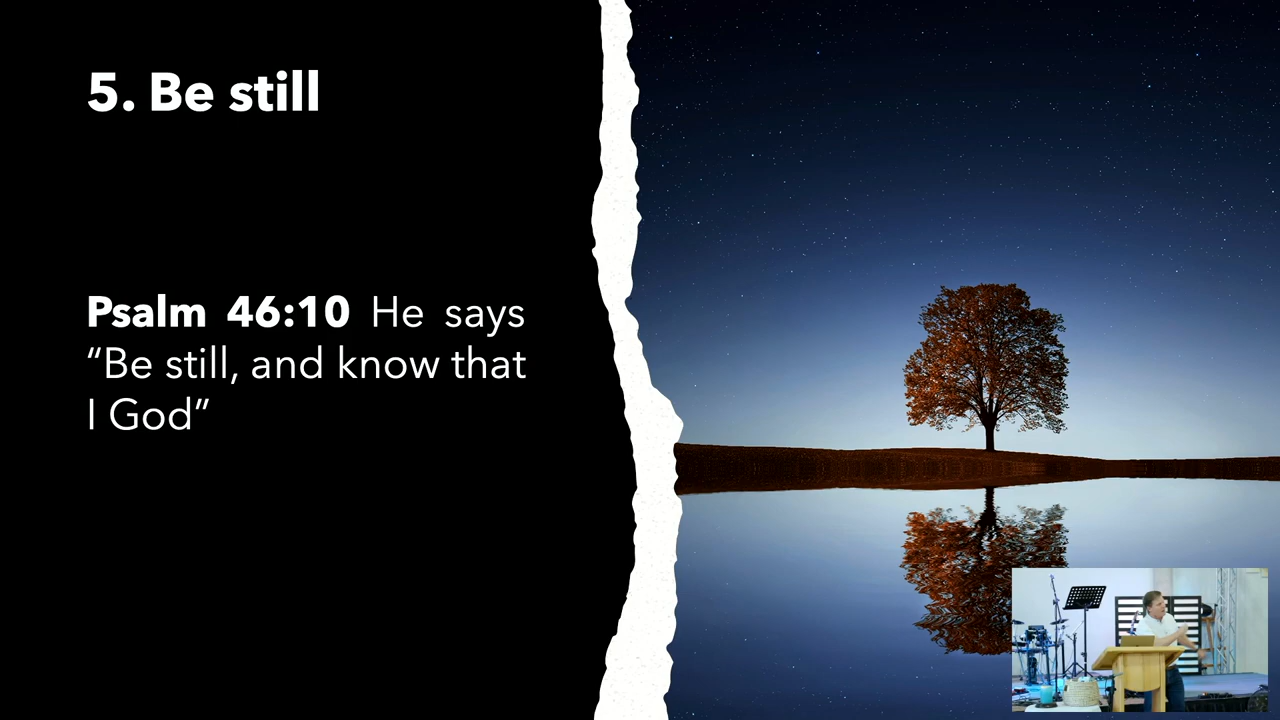 5. Be still
Psalm 46:10 He says
“Be still, and know that
I God”